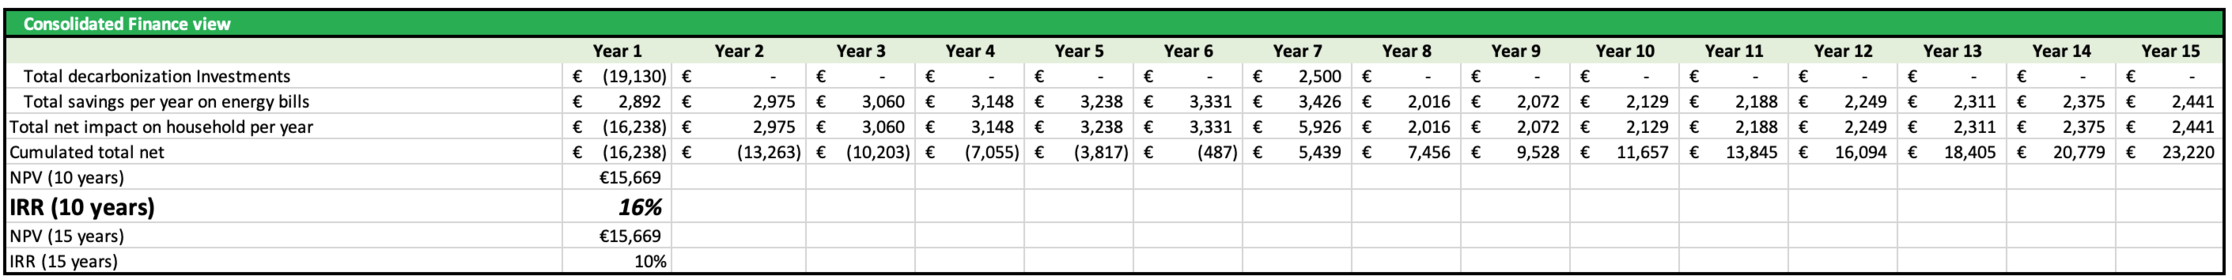 Consolidated Finance view
Year 1 Year 2 Year 3 Year 4 Year 5 Year 6 Year 7 Year 8 Year 9 Year 10 Year 11 Year 12 Year 13 Year 14 Year 15
Total decarbonization Investments € (19,130) € - € - € - € - € - € 2,500 € - € - € - € - € - € - € - € -
Total savings per year on energy bills € 2,892 € 2,975 € 3,060 € 3,148 € 3,238 € 3,331 € 3,426 € 2,016 € 2,072 € 2,129 € 2,188 € 2,249 € 2,311 € 2,375 € 2,441
Total net impact on household per year € (16,238) € 2,975 € 3,060 € 3,148 € 3,238 € 3,331 € 5,926 € 2,016 € 2,072 € 2,129 € 2,188 € 2,249 € 2,311 € 2,375 € 2,441
Cumulated total net € (16,238) € (13,263) € (10,203) € (7,055) € (3,817) € (487) € 5,439 € 7,456 € 9,528 € 11,657 € 13,845 € 16,094 € 18,405 € 20,779 € 23,220
NPV (10 years) €15,669
IRR (10 years) 16%
NPV (15 years) €15,669
IRR (15 years) 10%